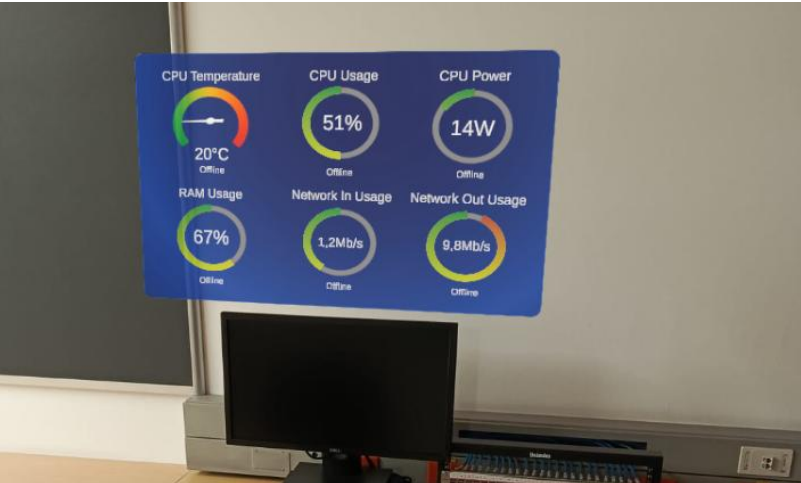 CPU Temperature
CPU Usage
CPU Power
20°C
Offline
51%
Offline
14W
Offline
RAM Usage
Network In Usage
Network Out Usage
67%
Offline
1,2Mb/s
Offline
9,8Mb/s
Offline
DELL